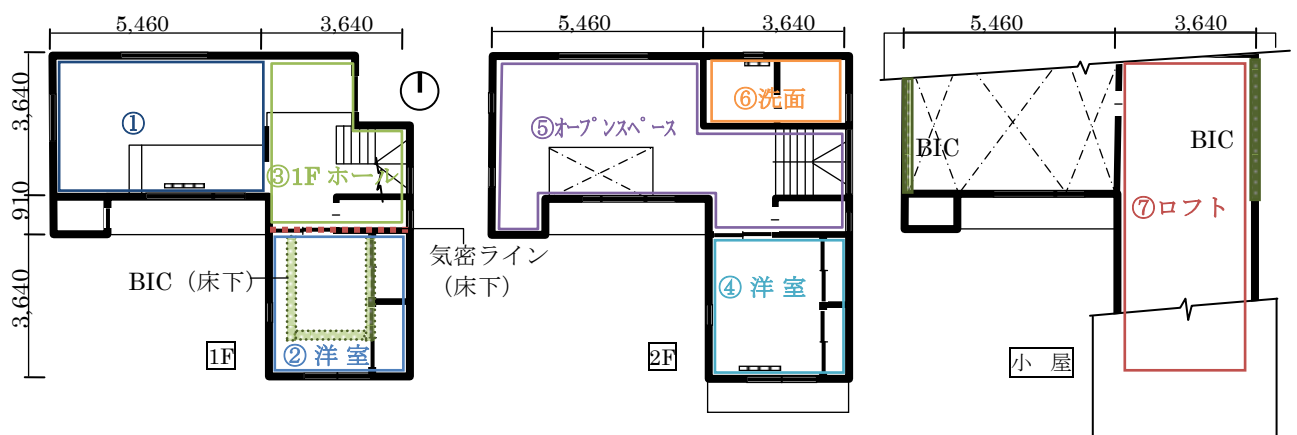 5,460
3,640
3,640
910
3,640
①
③1Fホール
BIC（床下）
気密ライン
（床下）
②洋室
1F
5,460
3,640
⑤オープンスペース
⑥洗面
④洋室
2F
5,460
3,640
BIC
BIC
⑦ロフト
小 屋